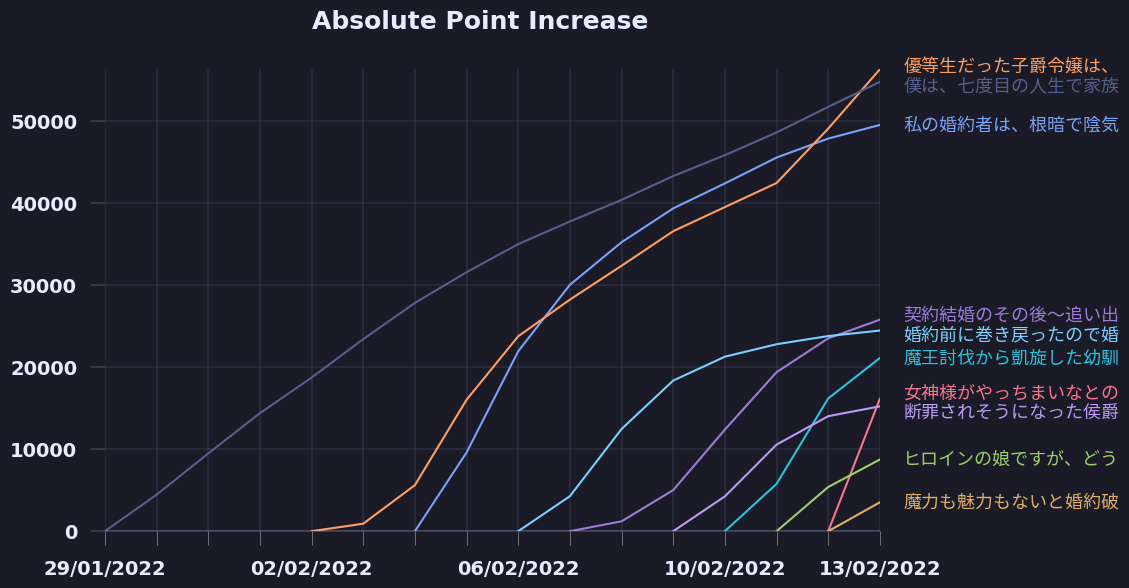 Absolute Point Increase
優等生だった子爵令嬢は、
僕は、七度目の人生で家族
50000
私の婚約者は、根暗で陰気
40000
30000
契約結婚のその後〜追い出
婚約前に巻き戻ったので婚
魔王討伐から凱旋した幼馴
20000
女神様がやっちまいなとの
断罪されそうになった侯爵
10000
ヒロインの娘ですが、どう
魔力も魅力もないと婚約破
0
29/01/2022 02/02/2022 06/02/2022 10/02/2022 13/02/2022